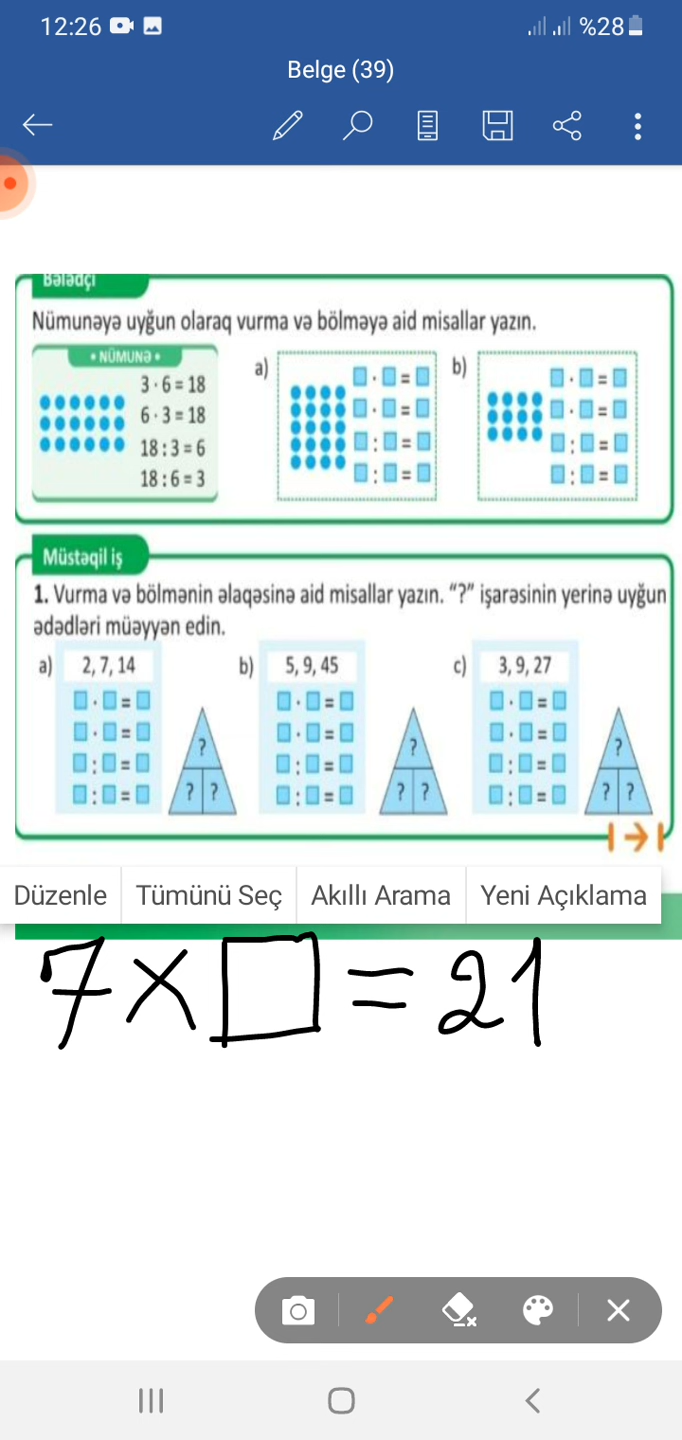 12:26 %28
Belge (39)
Bələdçi
Nümunəyə uyğun olaraq vurma və bölməyə aid misallar yazın.
• NÜMUNƏ •
3 · 6 = 18
6 · 3 = 18
18 : 3 = 6
18 : 6 = 3
a) □ · □ = □
□ · □ = □
□ : □ = □
□ : □ = □
b) □ · □ = □
□ · □ = □
□ : □ = □
□ : □ = □
Müstəqil iş
1. Vurma və bölmənin əlaqəsinə aid misallar yazın. “?” işarəsinin yerinə uyğun
ədədləri müəyyən edin.
a) 2, 7, 14
□ · □ = □
□ · □ = □
□ : □ = □
□ : □ = □
?
? ?
b) 5, 9, 45
□ · □ = □
□ · □ = □
□ : □ = □
□ : □ = □
?
? ?
c) 3, 9, 27
□ · □ = □
□ · □ = □
□ : □ = □
□ : □ = □
?
? ?
Düzenle Tümünü Seç Akıllı Arama Yeni Açıklama
7 × □ = 21